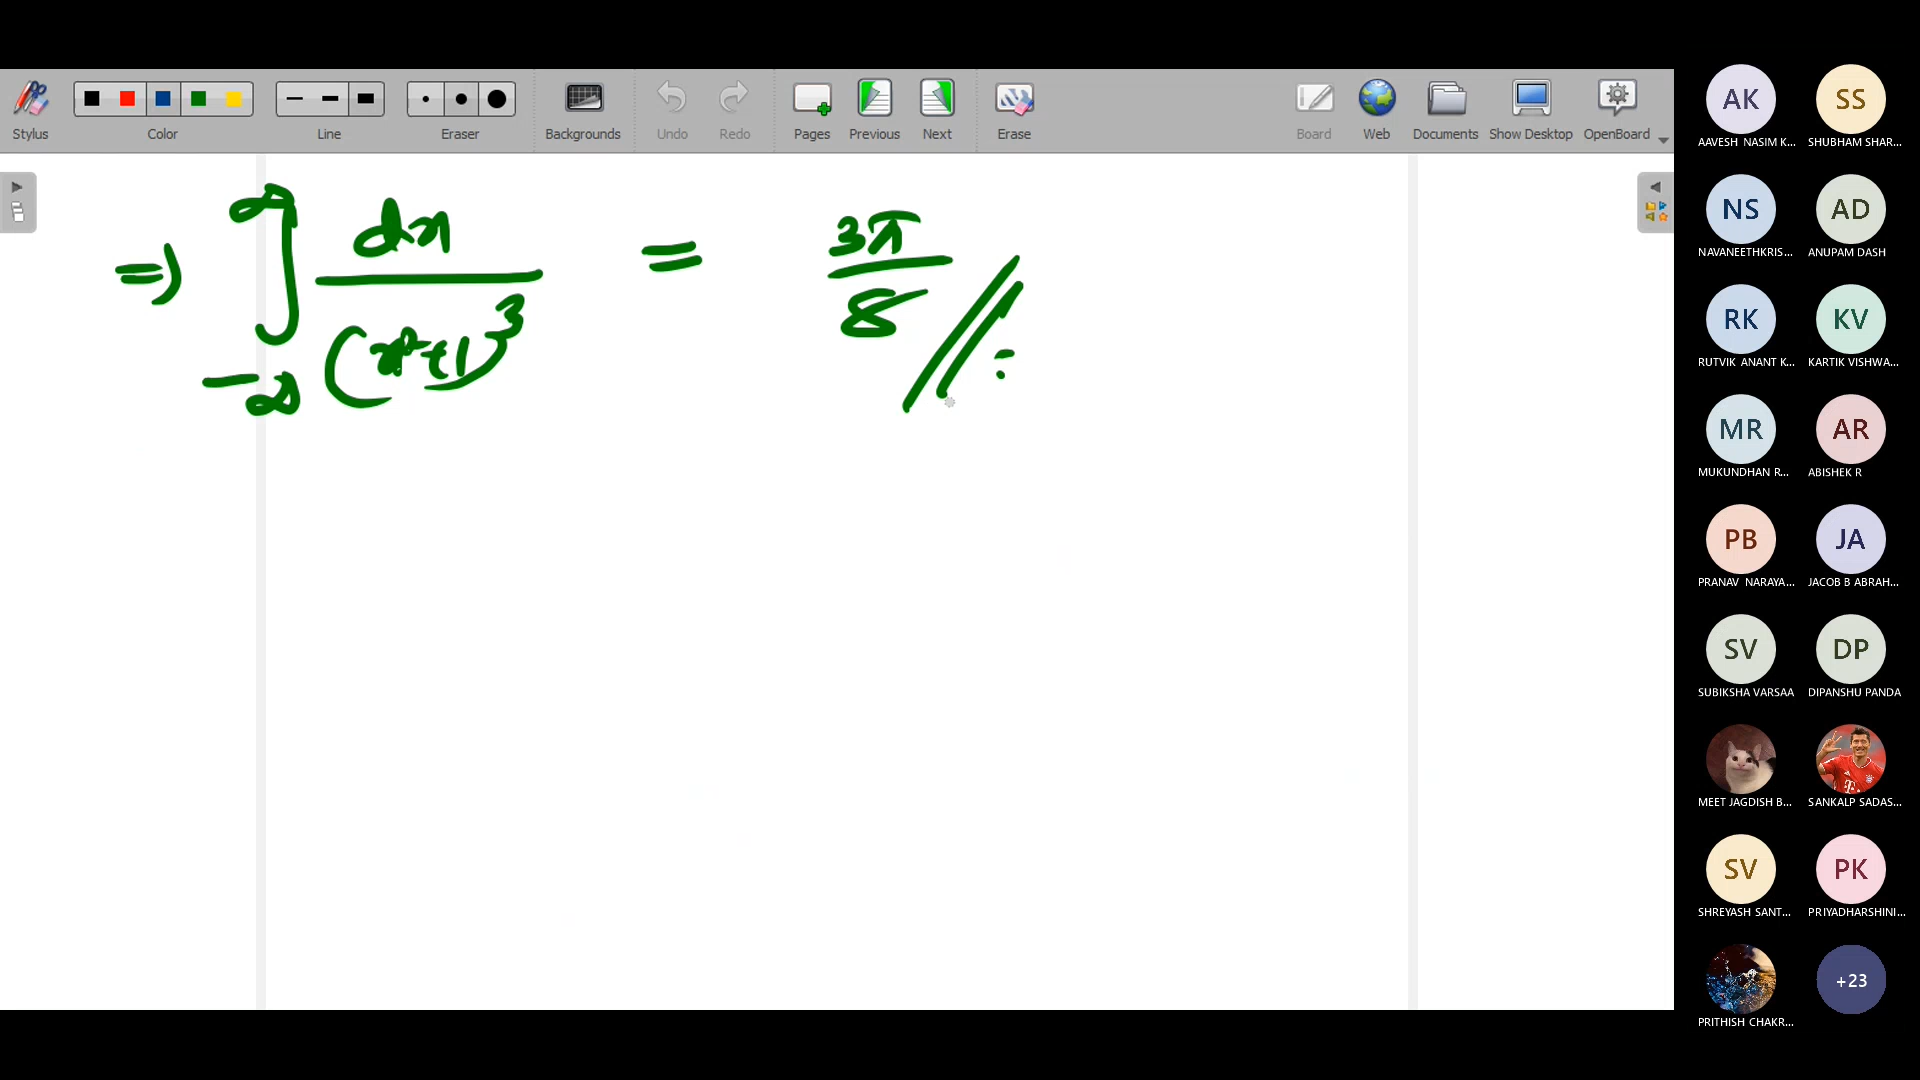 Stylus
Color
Line
Eraser
Backgrounds
Undo
Redo
Pages
Previous
Next
Erase
Board
Web
Documents
Show Desktop
OpenBoard
⇒ ∫_{-∞}^{∞} dx / (x²+1)³ = 3π / 8 //:
AK
AAVESH NASIM K...
SS
SHUBHAM SHAR...
NS
NAVANEETHKRIS...
AD
ANUPAM DASH
RK
RUTVIK ANANT K...
KV
KARTIK VISHWA...
MR
MUKUNDHAN R...
AR
ABISHEK R
PB
PRANAV NARAYA...
JA
JACOB B ABRAH...
SV
SUBIKSHA VARSAA
DP
DIPANSHU PANDA
MEET JAGDISH B...
SANKALP SADAS...
SV
SHREYASH SANT...
PK
PRIYADHARSHINI...
PRITHISH CHAKR...
+23